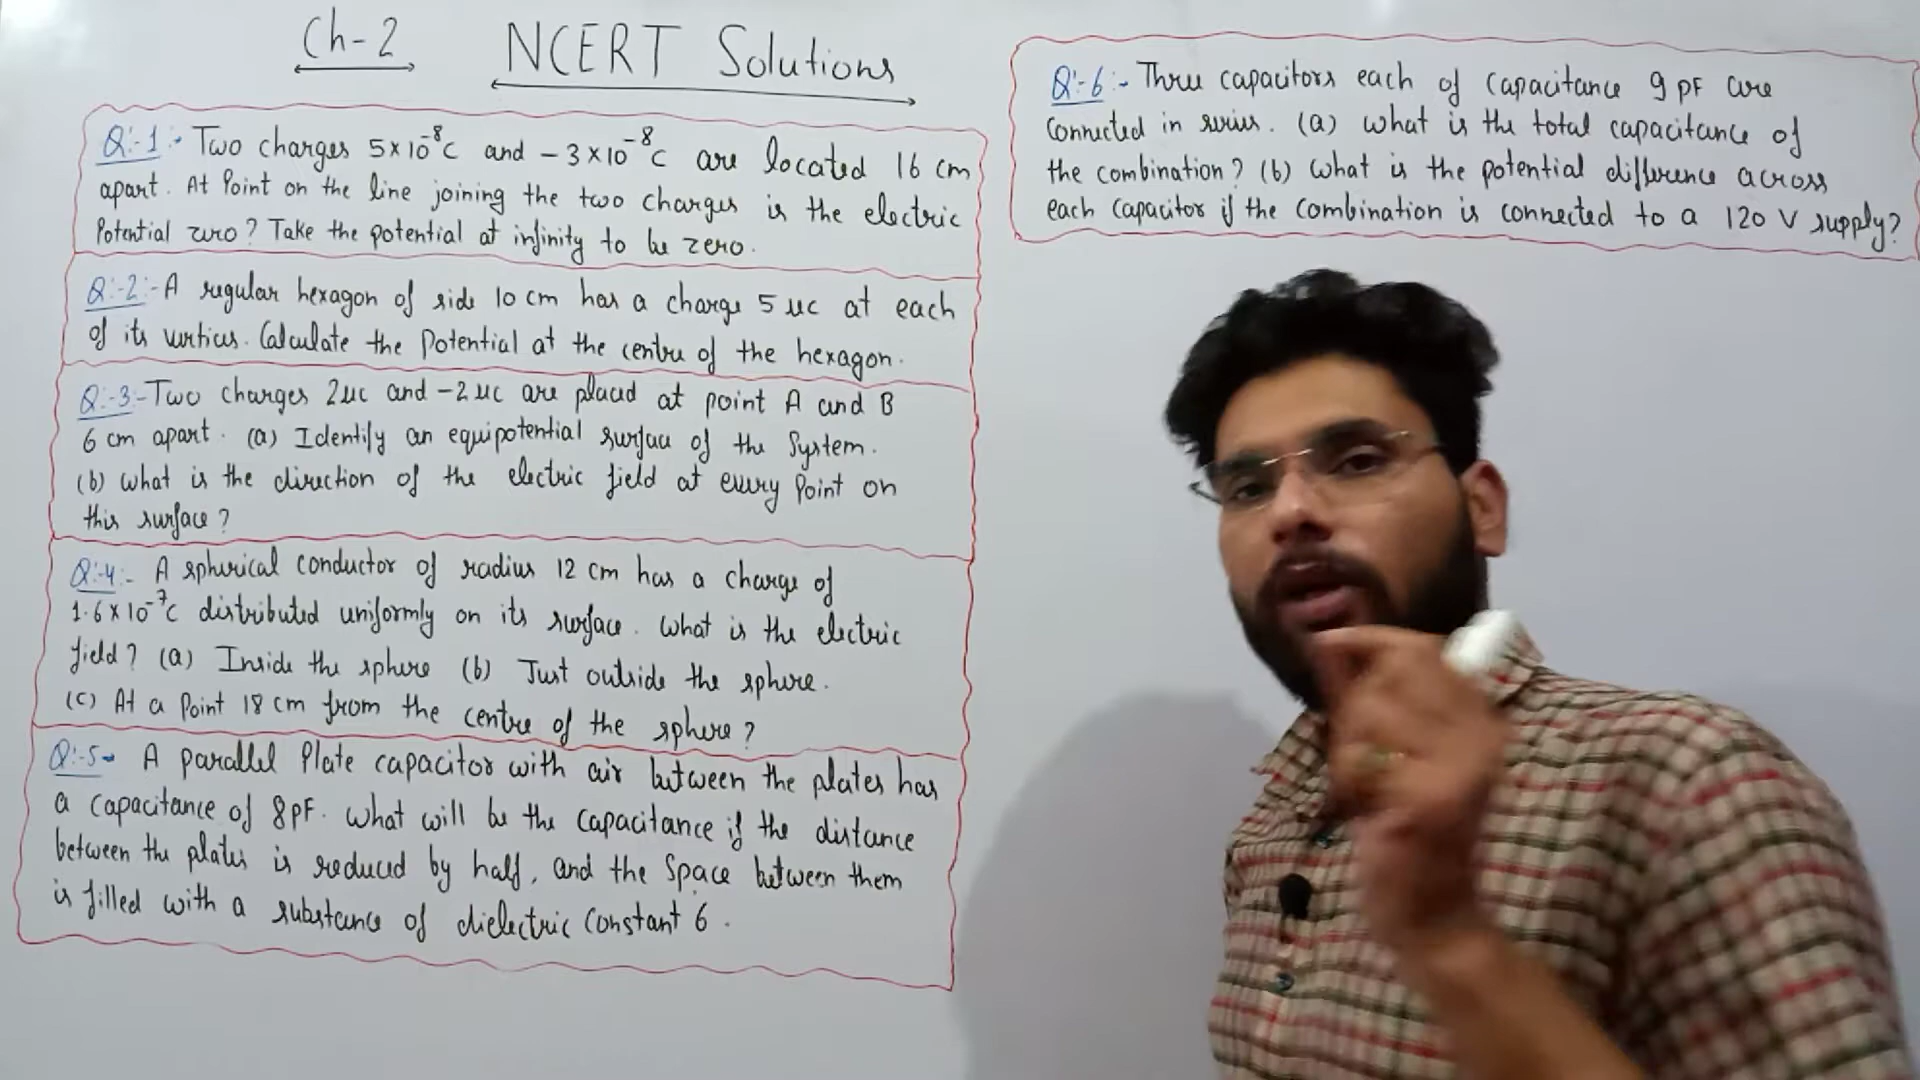 Ch-2 NCERT Solutions
Q:-1:- Two charges 5×10⁻⁸C and -3×10⁻⁸C are located 16 cm
apart. At Point on the line joining the two charges is the electric
Potential zero? Take the potential at infinity to be zero.
Q:-2:- A regular hexagon of side 10 cm has a charge 5 uc at each
of its vertices. Calculate the Potential at the centre of the hexagon.
Q:-3:- Two charges 2uc and -2uc are placed at point A and B
6 cm apart. (a) Identify an equipotential surface of the System.
(b) what is the direction of the electric field at every Point on
this surface?
Q:-4:- A spherical conductor of radius 12 cm has a charge of
1.6×10⁻⁷C distributed uniformly on its surface. What is the electric
field? (a) Inside the sphere (b) Just outside the sphere.
(c) At a Point 18 cm from the centre of the sphere?
Q:-5- A parallel Plate capacitor with air between the plates has
a capacitance of 8pF. What will be the capacitance if the distance
between the plates is reduced by half, and the Space between them
is filled with a substance of dielectric Constant 6.
Q:-6:- Three capacitors each of capacitance 9 pF are
Connected in series. (a) what is the total capacitance of
the combination? (b) What is the potential difference across
each Capacitor if the Combination is connected to a 120 V supply?